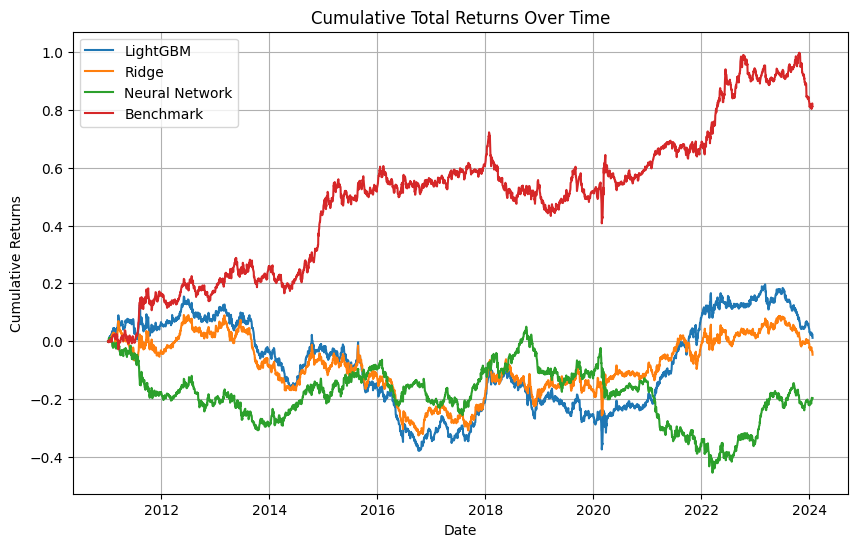 Cumulative Total Returns Over Time
LightGBM
Ridge
Neural Network
Benchmark
Cumulative Returns
1.0
0.8
0.6
0.4
0.2
0.0
−0.2
−0.4
2012 2014 2016 2018 2020 2022 2024
Date